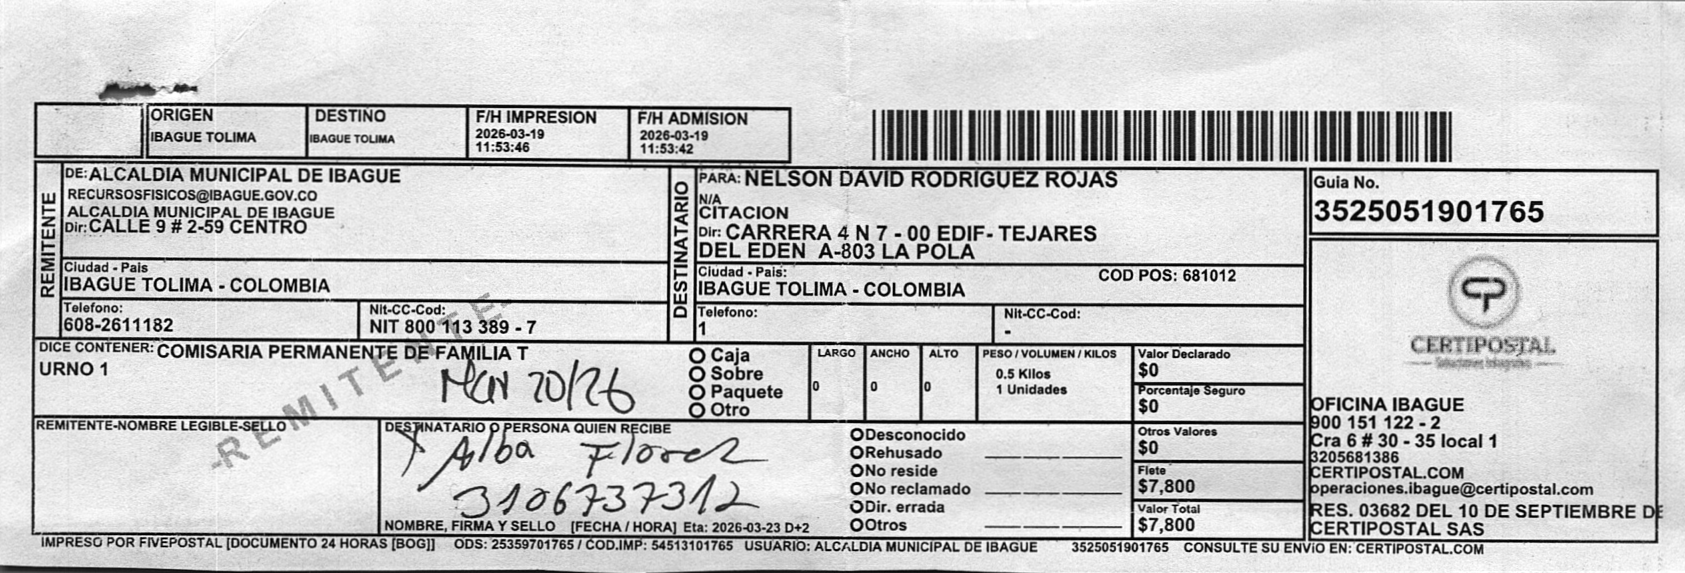 ORIGEN
IBAGUE TOLIMA
DESTINO
IBAGUE TOLIMA
F/H IMPRESION
2026-03-19
11:53:46
F/H ADMISION
2026-03-19
11:53:42
REMITENTE
DE: ALCALDIA MUNICIPAL DE IBAGUE
RECURSOSFISICOS@IBAGUE.GOV.CO
ALCALDIA MUNICIPAL DE IBAGUE
Dir: CALLE 9 # 2-59 CENTRO
Ciudad - Pais
IBAGUE TOLIMA - COLOMBIA
Telefono:
608-2611182
Nit-CC-Cod:
NIT 800 113 389 - 7
DESTINATARIO
PARA: NELSON DAVID RODRIGUEZ ROJAS
N/A
CITACION
Dir: CARRERA 4 N 7 - 00 EDIF- TEJARES
DEL EDEN A-803 LA POLA
Ciudad - Pais:
COD POS: 681012
IBAGUE TOLIMA - COLOMBIA
Telefono:
1
Nit-CC-Cod:
-
Guia No.
3525051901765
CERTIPOSTAL
OFICINA IBAGUE
900 151 122 - 2
Cra 6 # 30 - 35 local 1
3205681386
CERTIPOSTAL.COM
operaciones.ibague@certipostal.com
RES. 03682 DEL 10 DE SEPTIEMBRE DE
CERTIPOSTAL SAS
DICE CONTENER: COMISARIA PERMANENTE DE FAMILIA T
URNO 1
Mar 20/26
-REMITENTE-
Caja
Sobre
Paquete
Otro
LARGO
0
ANCHO
0
ALTO
0
PESO / VOLUMEN / KILOS
0.5 Kilos
1 Unidades
Valor Declarado
$0
Porcentaje Seguro
$0
Otros Valores
$0
Flete
$7,800
Valor Total
$7,800
REMITENTE-NOMBRE LEGIBLE-SELLO
DESTINATARIO O PERSONA QUIEN RECIBE
X Alba Florez
3106737312
NOMBRE, FIRMA Y SELLO [FECHA / HORA] Eta: 2026-03-23 D+2
Desconocido
Rehusado
No reside
No reclamado
Dir. errada
Otros
IMPRESO POR FIVEPOSTAL [DOCUMENTO 24 HORAS [BOG]] ODS: 25359701765 / COD.IMP: 54513101765 USUARIO: ALCALDIA MUNICIPAL DE IBAGUE 3525051901765 CONSULTE SU ENVIO EN: CERTIPOSTAL.COM